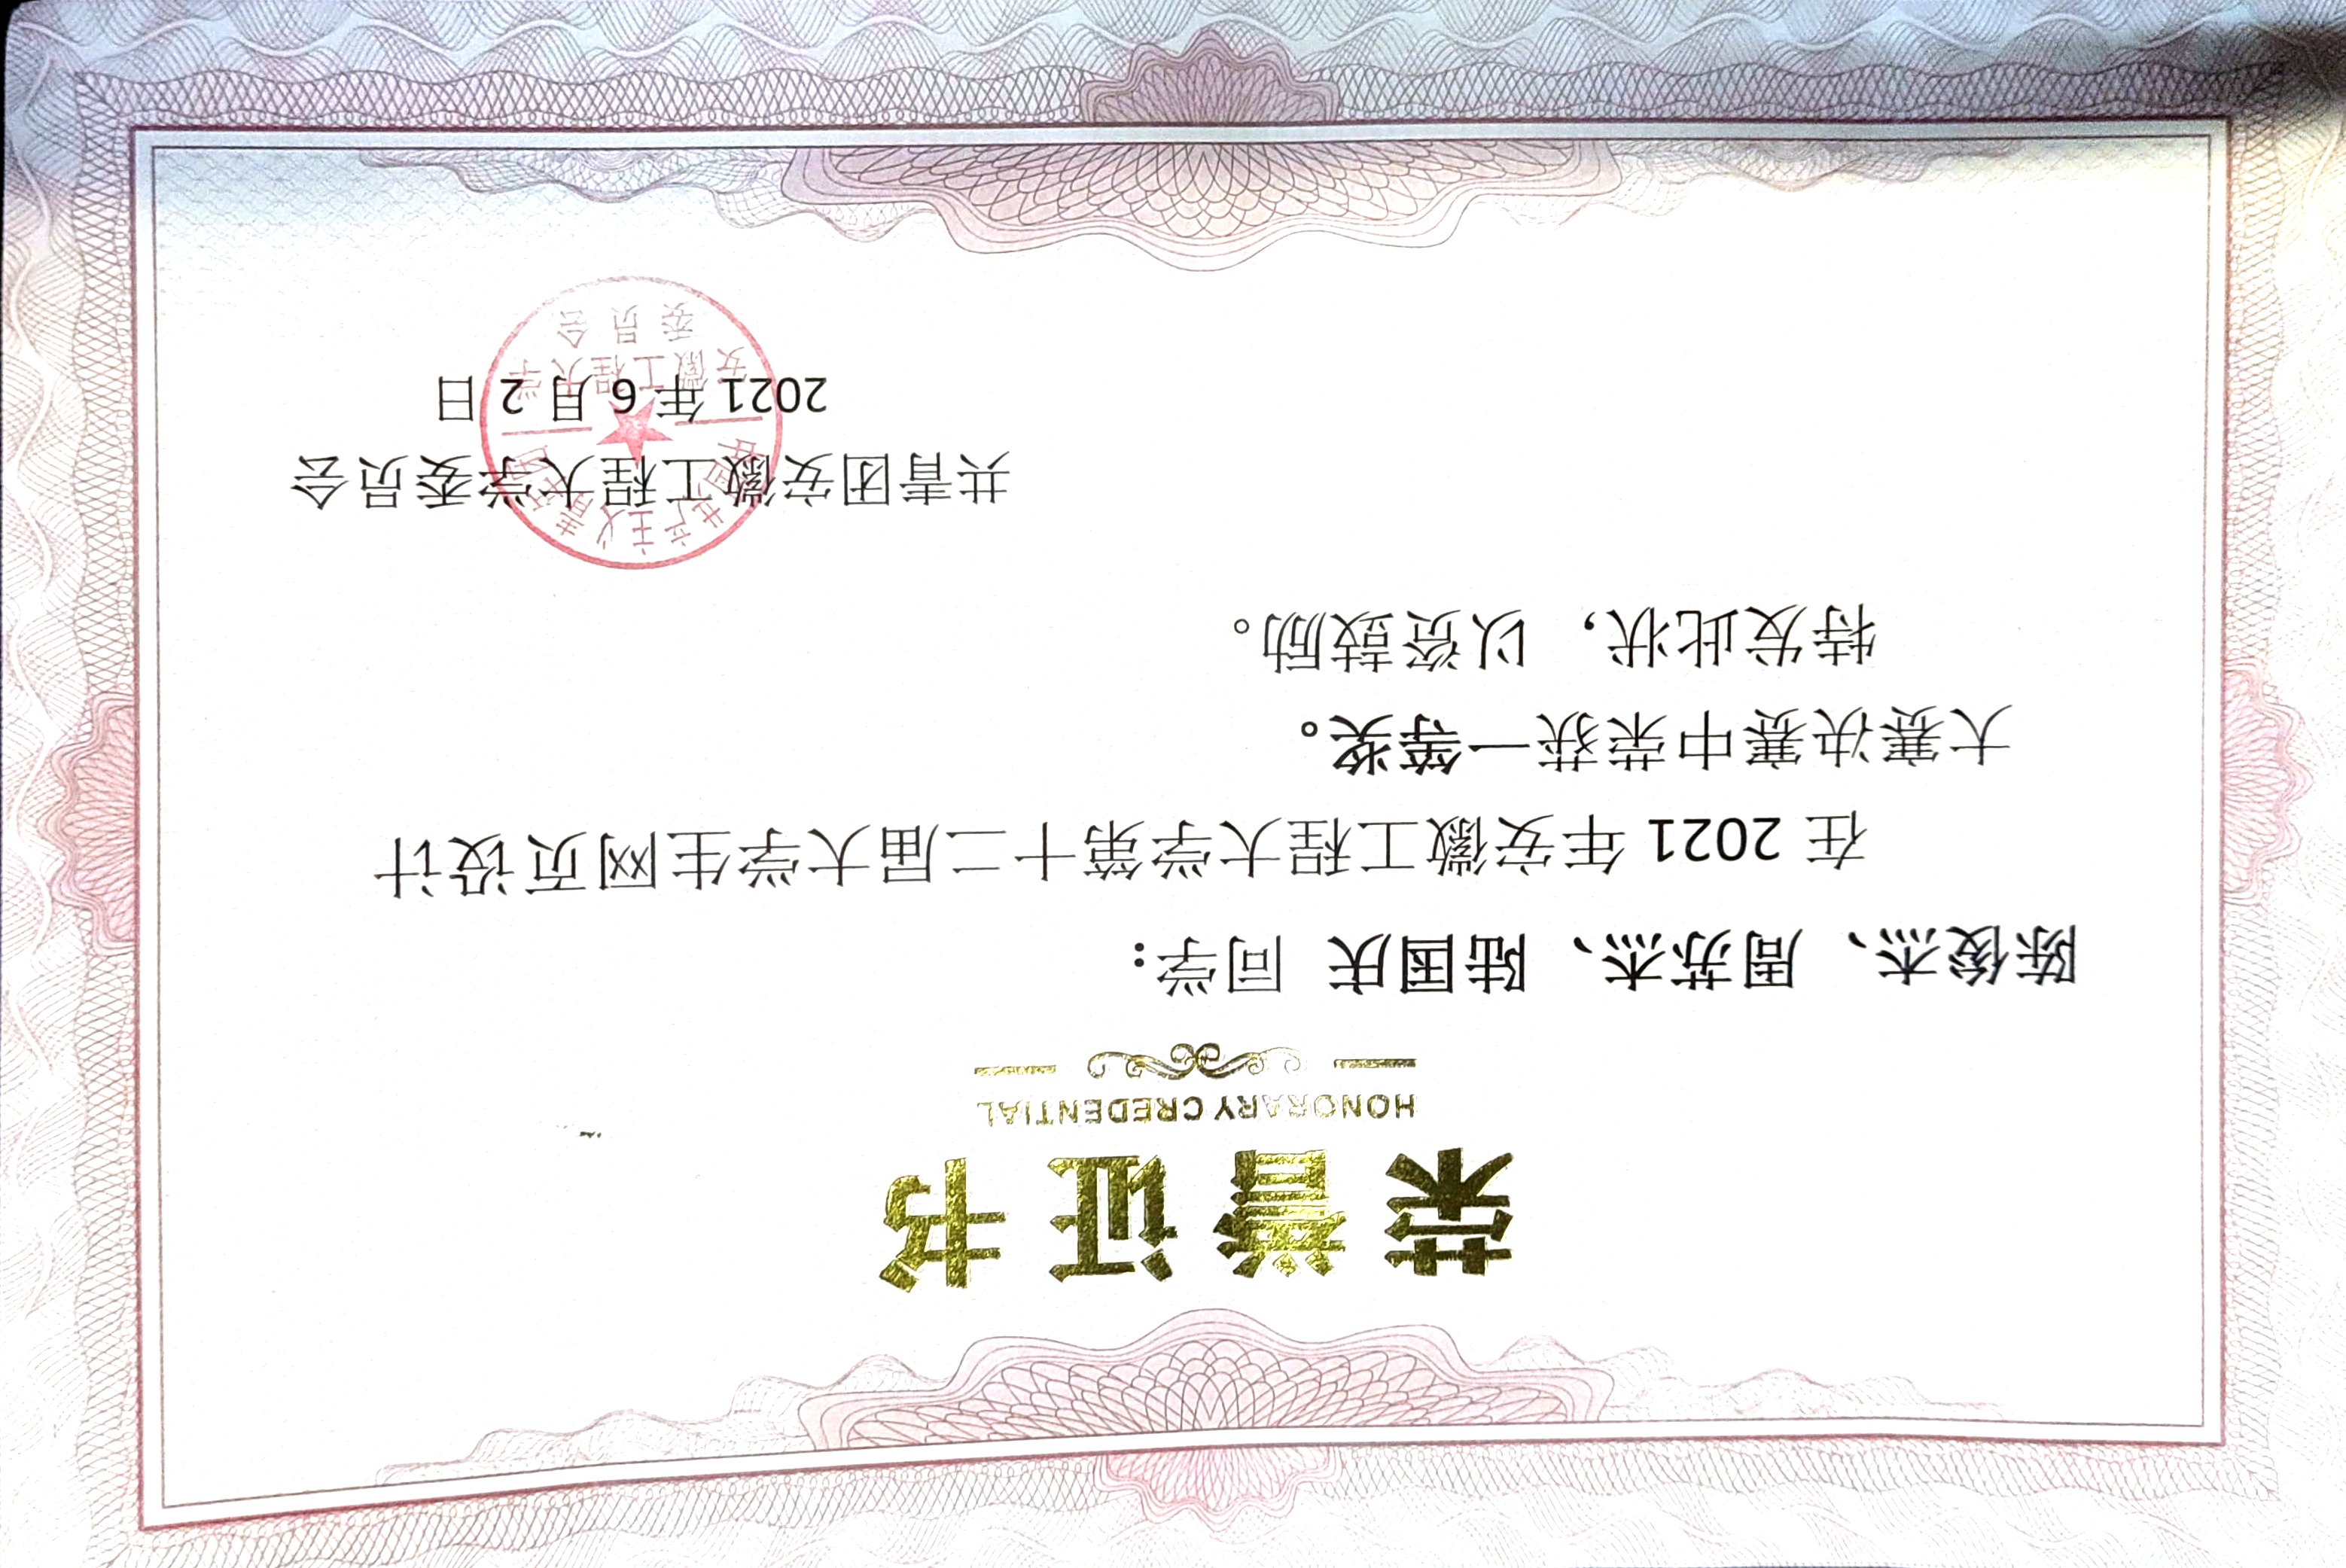 荣誉证书
HONORARY CREDENTIAL
陈俊杰、周苏杰、陆国庆 同学：
在 2021 年安徽工程大学第十二届大学生网页设计
大赛决赛中荣获一等奖。
特发此状，以资鼓励。
共青团安徽工程大学委员会
2021 年 6 月 2 日
中国共产主义青年团
安徽工程大学
委员会